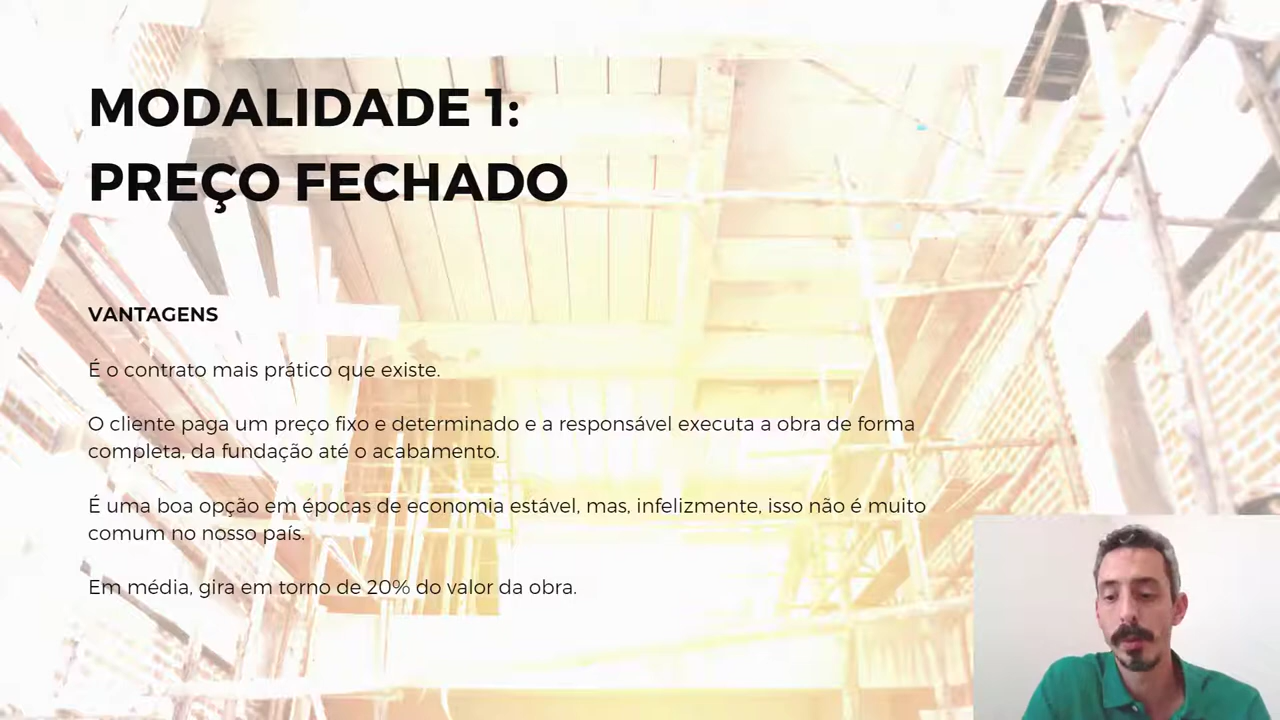 MODALIDADE 1:
PREÇO FECHADO
VANTAGENS
É o contrato mais prático que existe.
O cliente paga um preço fixo e determinado e a responsável executa a obra de forma
completa, da fundação até o acabamento.
É uma boa opção em épocas de economia estável, mas, infelizmente, isso não é muito
comum no nosso país.
Em média, gira em torno de 20% do valor da obra.